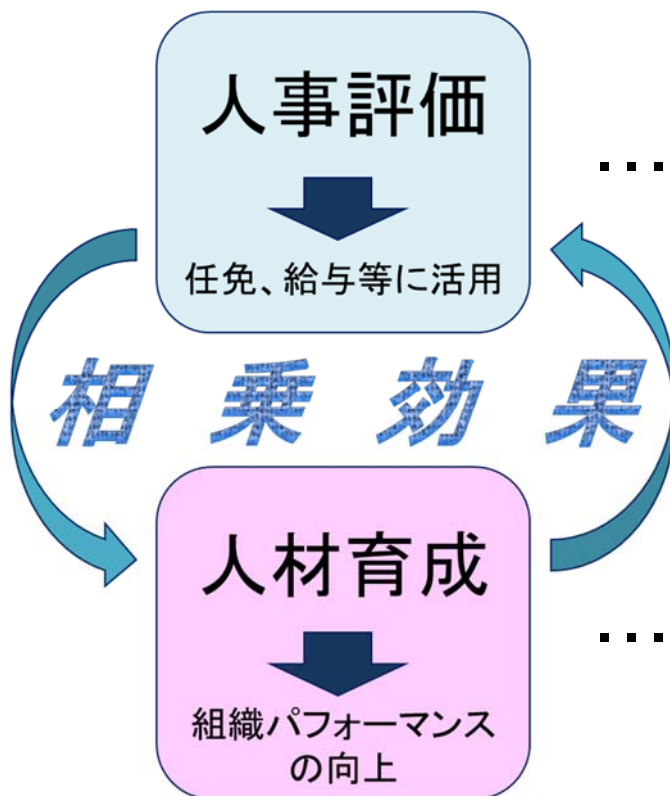 人事評価
…
任免、給与等に活用
相乗効果
人材育成
…
組織パフォーマンス
の向上